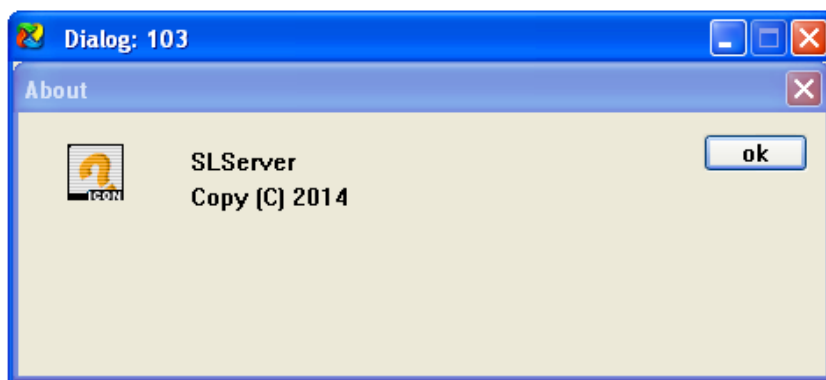 Dialog: 103
About
ICON
SLServer
Copy (C) 2014
ok